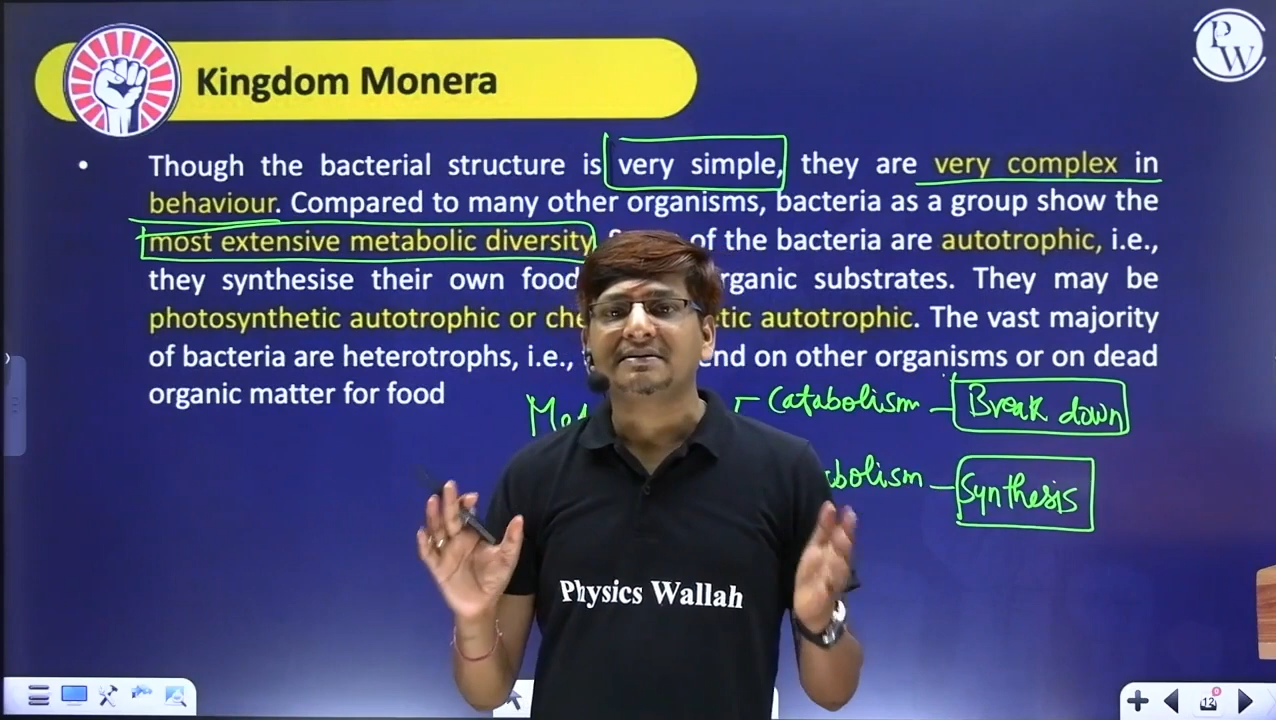 Kingdom Monera
PW
• Though the bacterial structure is very simple, they are very complex in
behaviour. Compared to many other organisms, bacteria as a group show the
most extensive metabolic diversity of the bacteria are autotrophic, i.e.,
they synthesise their own food organic substrates. They may be
photosynthetic autotrophic or autotrophic. The vast majority
of bacteria are heterotrophs, i.e., on other organisms or on dead
organic matter for food
Catabolism – Break down
– Synthesis
Physics Wallah
12